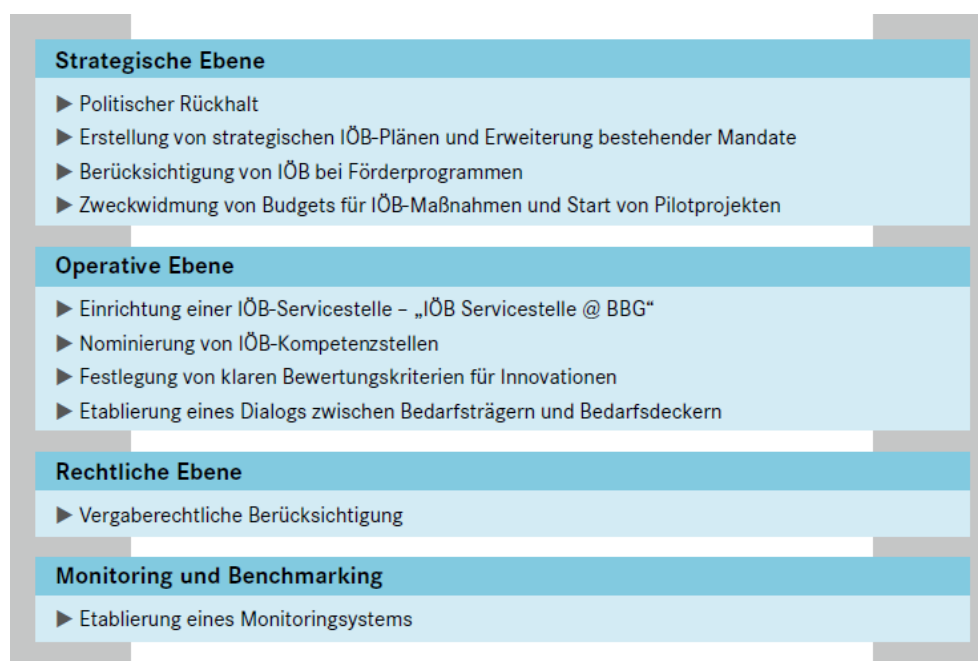 Strategische Ebene
▶ Politischer Rückhalt
▶ Erstellung von strategischen IÖB-Plänen und Erweiterung bestehender Mandate
▶ Berücksichtigung von IÖB bei Förderprogrammen
▶ Zweckwidmung von Budgets für IÖB-Maßnahmen und Start von Pilotprojekten
Operative Ebene
▶ Einrichtung einer IÖB-Servicestelle – „IÖB Servicestelle @ BBG“
▶ Nominierung von IÖB-Kompetenzstellen
▶ Festlegung von klaren Bewertungskriterien für Innovationen
▶ Etablierung eines Dialogs zwischen Bedarfsträgern und Bedarfsdeckern
Rechtliche Ebene
▶ Vergaberechtliche Berücksichtigung
Monitoring und Benchmarking
▶ Etablierung eines Monitoringsystems